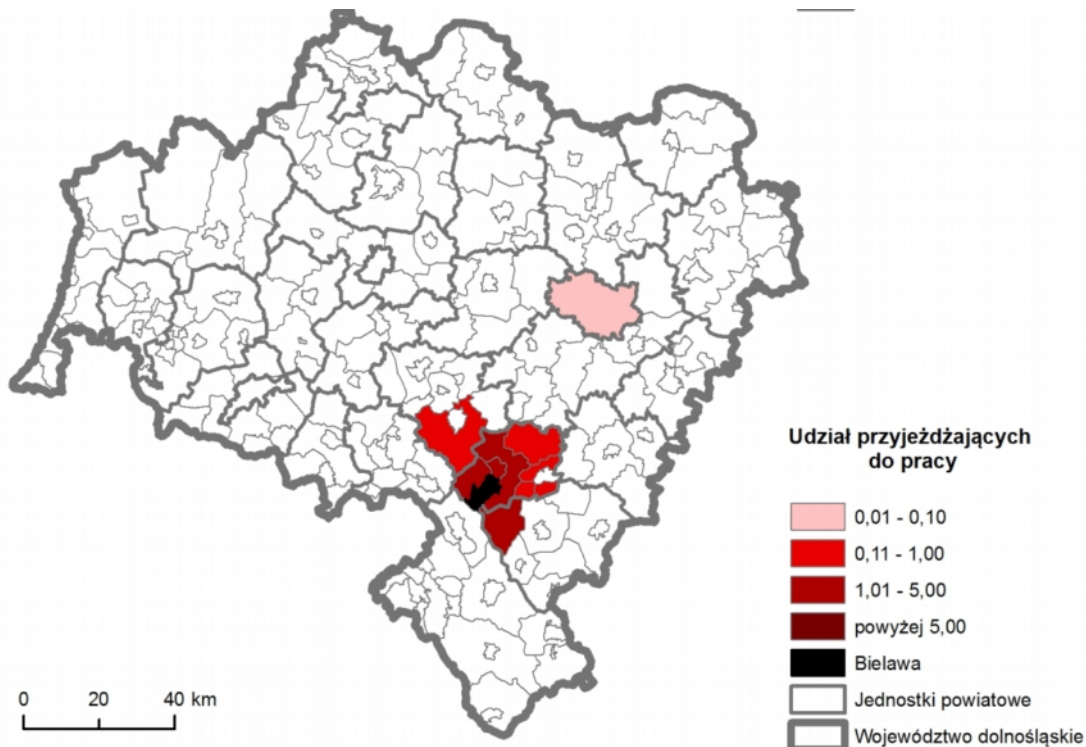 Udział przyjeżdżających
do pracy
0,01 - 0,10
0,11 - 1,00
1,01 - 5,00
powyżej 5,00
Bielawa
Jednostki powiatowe
Województwo dolnośląskie
0 20 40 km